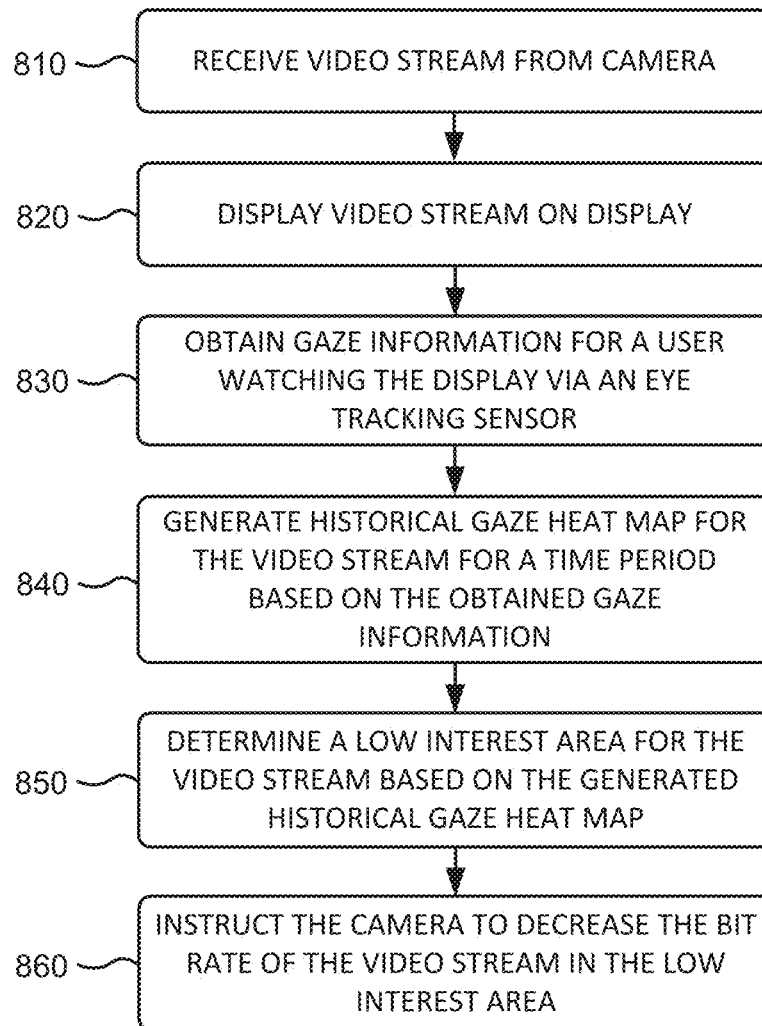 810
RECEIVE VIDEO STREAM FROM CAMERA
820
DISPLAY VIDEO STREAM ON DISPLAY
830
OBTAIN GAZE INFORMATION FOR A USER
WATCHING THE DISPLAY VIA AN EYE
TRACKING SENSOR
840
GENERATE HISTORICAL GAZE HEAT MAP FOR
THE VIDEO STREAM FOR A TIME PERIOD
BASED ON THE OBTAINED GAZE
INFORMATION
850
DETERMINE A LOW INTEREST AREA FOR THE
VIDEO STREAM BASED ON THE GENERATED
HISTORICAL GAZE HEAT MAP
860
INSTRUCT THE CAMERA TO DECREASE THE BIT
RATE OF THE VIDEO STREAM IN THE LOW
INTEREST AREA